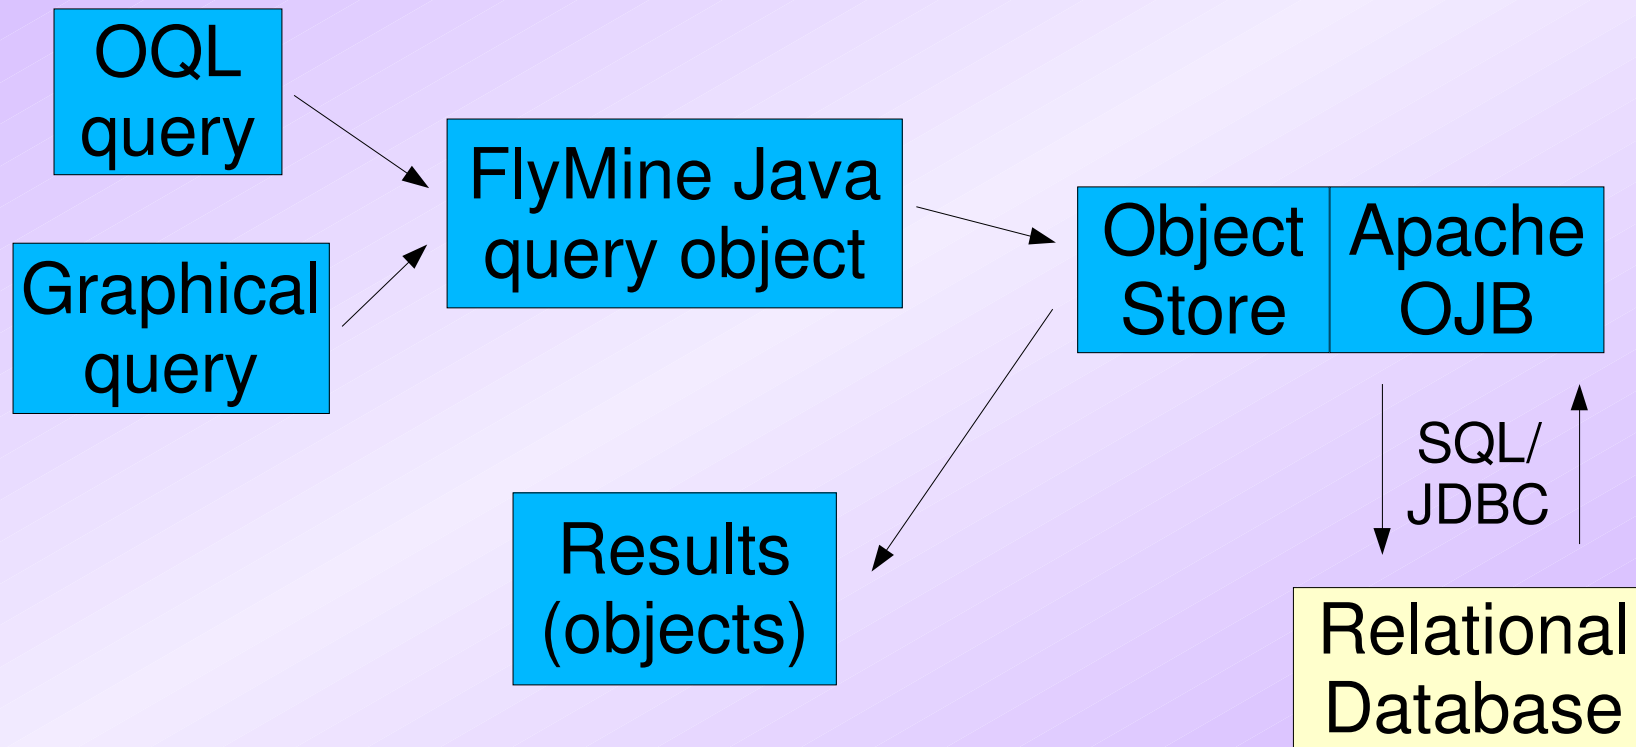 OQL
query
FlyMine Java
query object
Graphical
query
Object
Store
Apache
OJB
SQL/
JDBC
Results
(objects)
Relational
Database